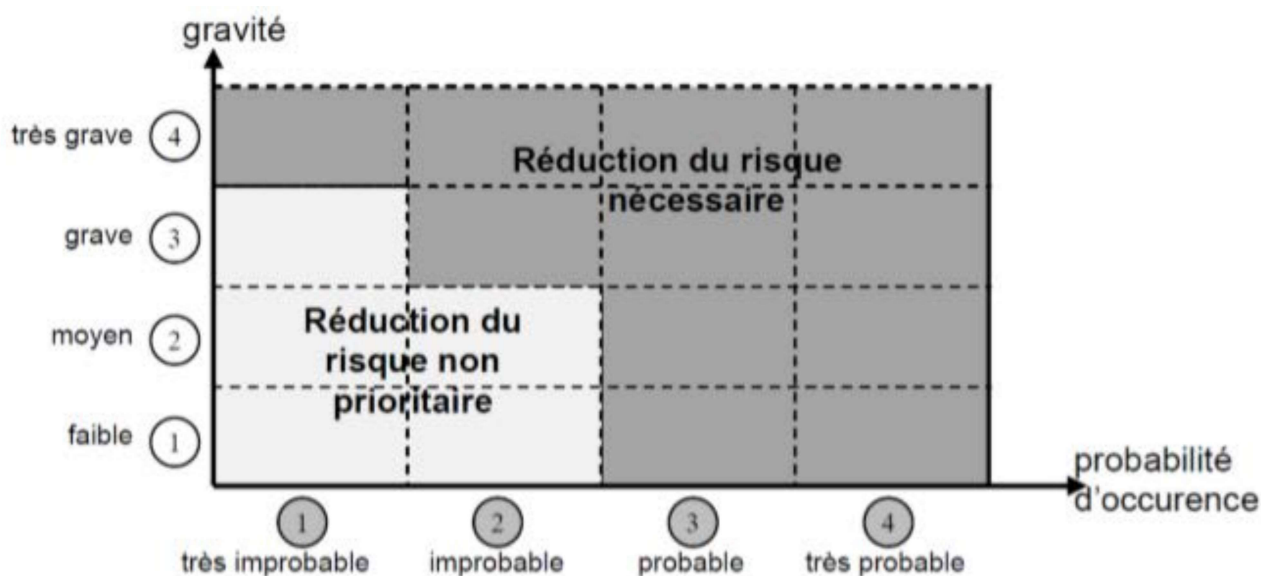 gravité
très grave 4
Réduction du risque
nécessaire
grave 3
Réduction du
moyen 2
risque non
prioritaire
faible 1
probabilité
d'occurence
1 2 3 4
très improbable improbable probable très probable